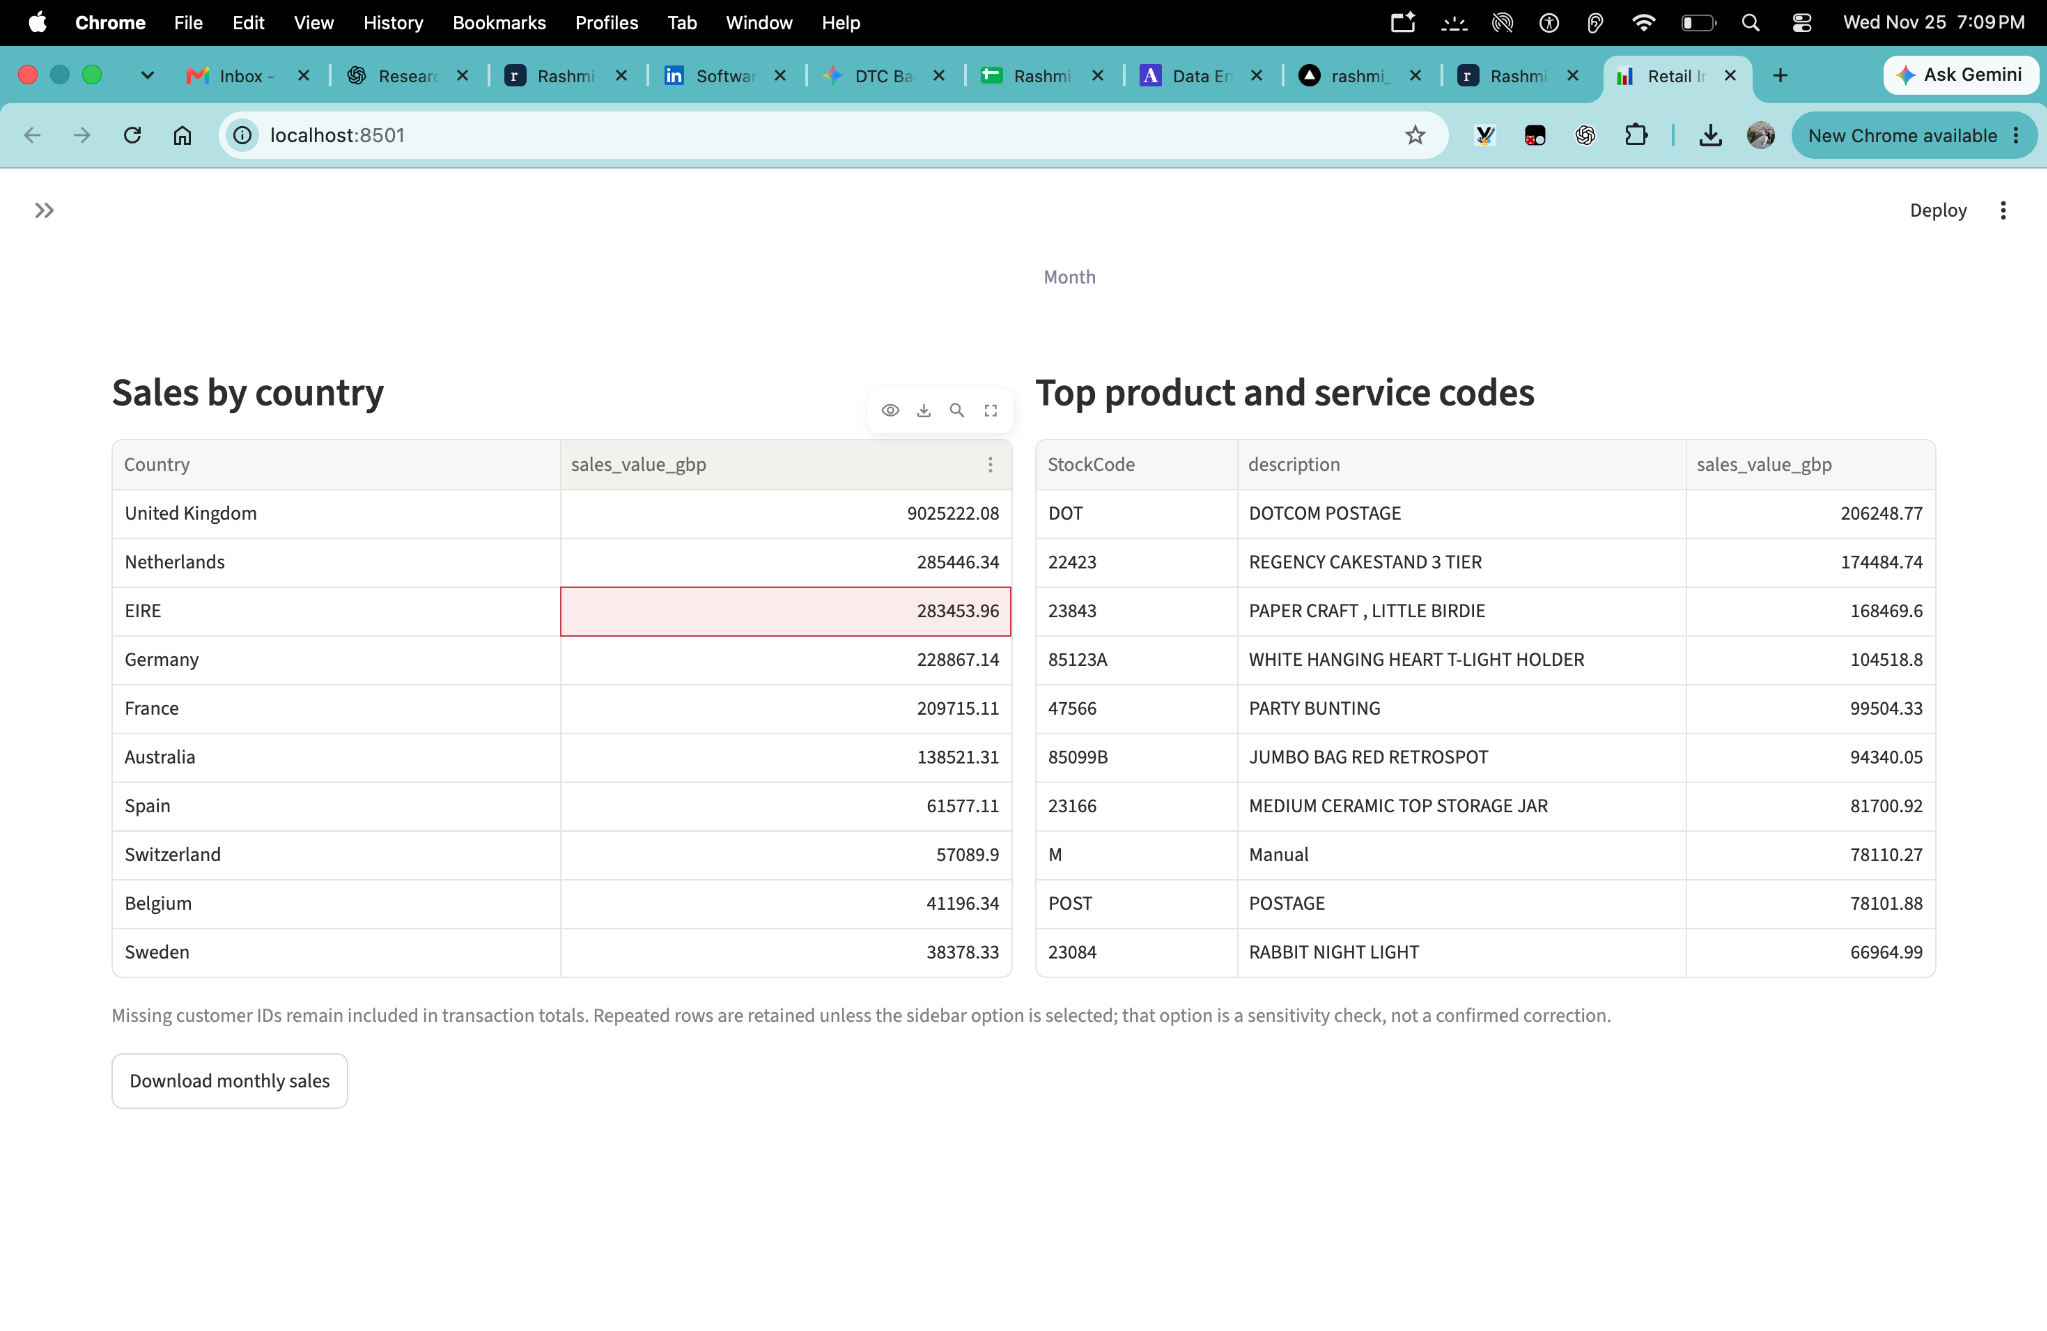 Chrome File Edit View History Bookmarks Profiles Tab Window Help Wed Nov 25 7:09 PM
Inbox - Researc Rashmi Softwar DTC Ba Rashmi Data En rashmi_ Rashmi Retail In Ask Gemini
localhost:8501 New Chrome available
Deploy
Month
Sales by country
Country sales_value_gbp
United Kingdom 9025222.08
Netherlands 285446.34
EIRE 283453.96
Germany 228867.14
France 209715.11
Australia 138521.31
Spain 61577.11
Switzerland 57089.9
Belgium 41196.34
Sweden 38378.33
Top product and service codes
StockCode description sales_value_gbp
DOT DOTCOM POSTAGE 206248.77
22423 REGENCY CAKESTAND 3 TIER 174484.74
23843 PAPER CRAFT , LITTLE BIRDIE 168469.6
85123A WHITE HANGING HEART T-LIGHT HOLDER 104518.8
47566 PARTY BUNTING 99504.33
85099B JUMBO BAG RED RETROSPOT 94340.05
23166 MEDIUM CERAMIC TOP STORAGE JAR 81700.92
M Manual 78110.27
POST POSTAGE 78101.88
23084 RABBIT NIGHT LIGHT 66964.99
Missing customer IDs remain included in transaction totals. Repeated rows are retained unless the sidebar option is selected; that option is a sensitivity check, not a confirmed correction.
Download monthly sales